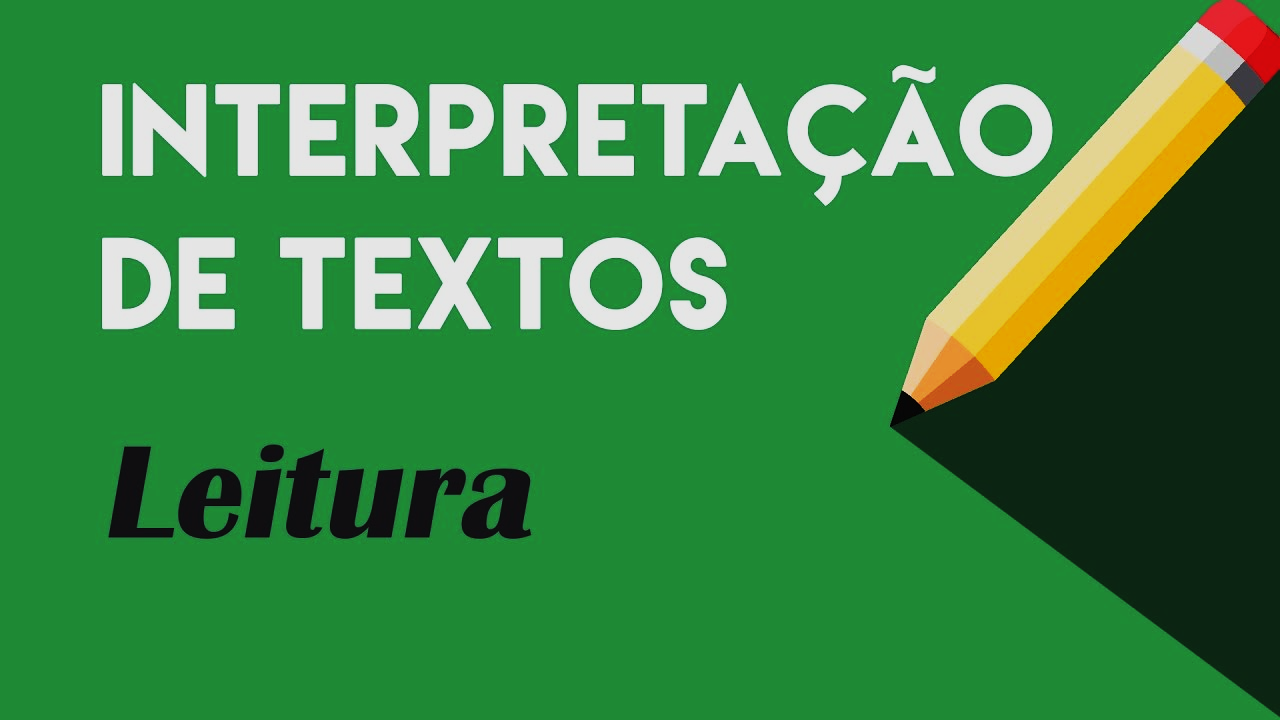 INTERPRETAÇÃO
DE TEXTOS
Leitura